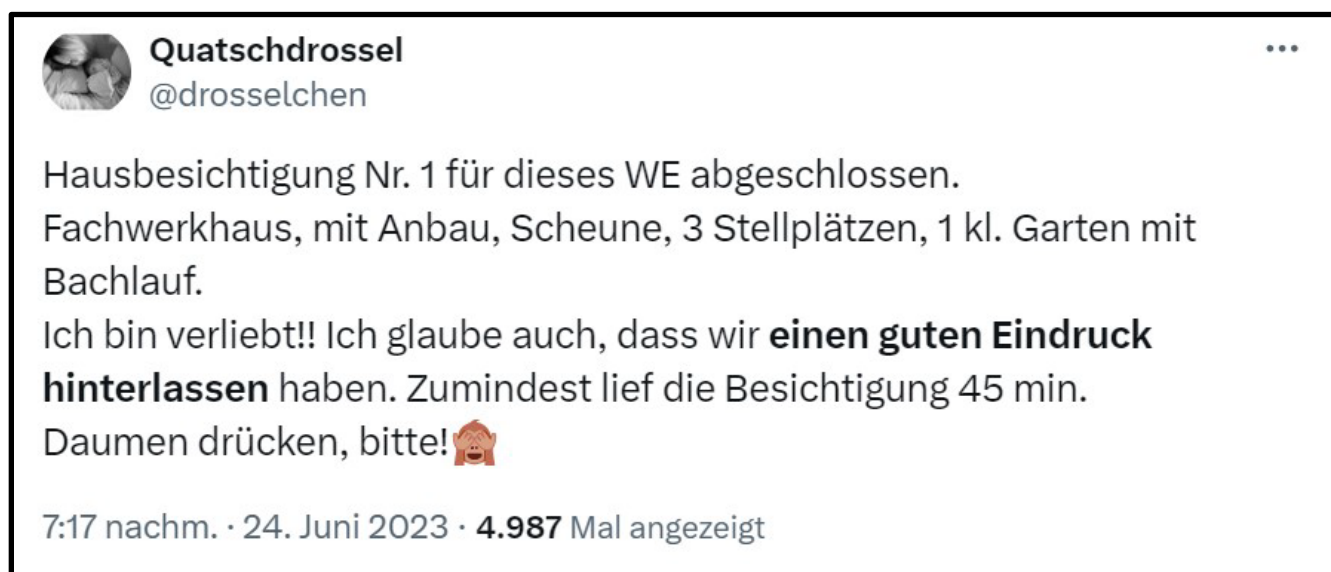 Quatschdrossel
@drosselchen
Hausbesichtigung Nr. 1 für dieses WE abgeschlossen.
Fachwerkhaus, mit Anbau, Scheune, 3 Stellplätzen, 1 kl. Garten mit
Bachlauf.
Ich bin verliebt!! Ich glaube auch, dass wir einen guten Eindruck
hinterlassen haben. Zumindest lief die Besichtigung 45 min.
Daumen drücken, bitte!🙈
7:17 nachm. · 24. Juni 2023 · 4.987 Mal angezeigt